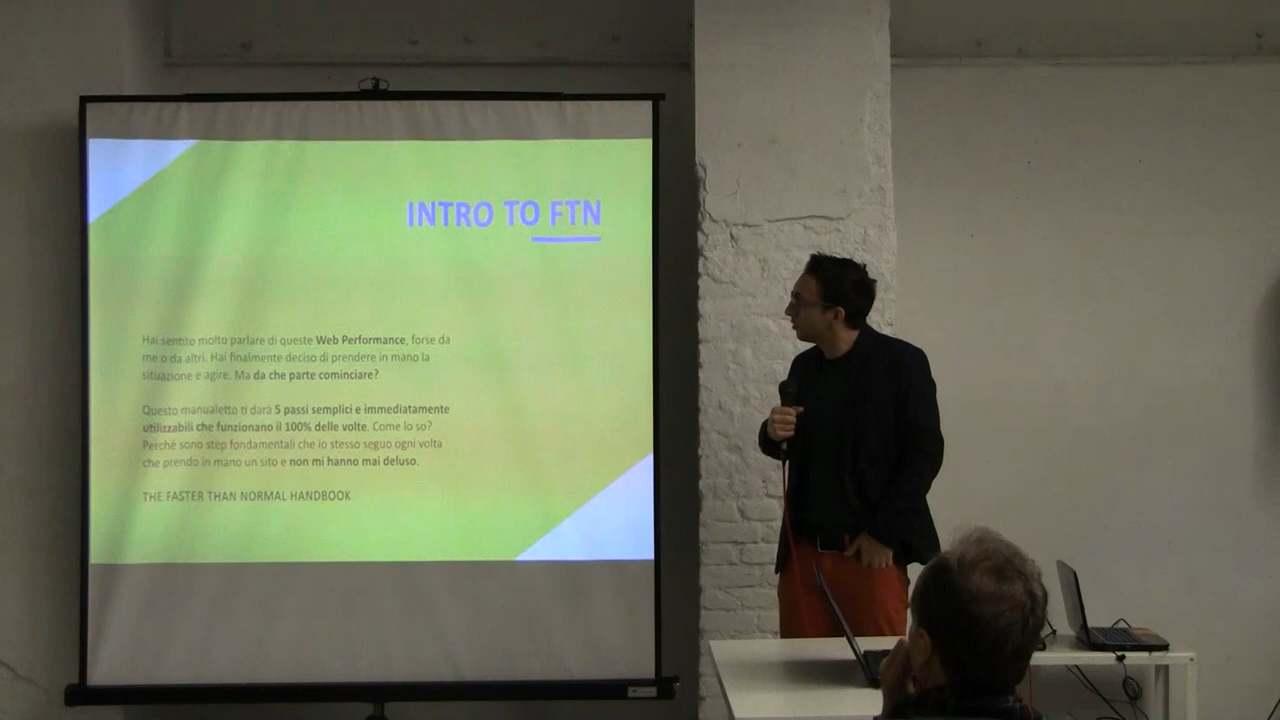 INTRO TO FTN
Hai sentito molto parlare di queste Web Performance, forse da
me o da altri. Hai finalmente deciso di prendere in mano la
situazione e agire. Ma da che parte cominciare?
Questo manualetto ti darà 5 passi semplici e immediatamente
utilizzabili che funzionano il 100% delle volte. Come lo so?
Perché sono step fondamentali che io stesso seguo ogni volta
che prendo in mano un sito e non mi hanno mai deluso.
THE FASTER THAN NORMAL HANDBOOK